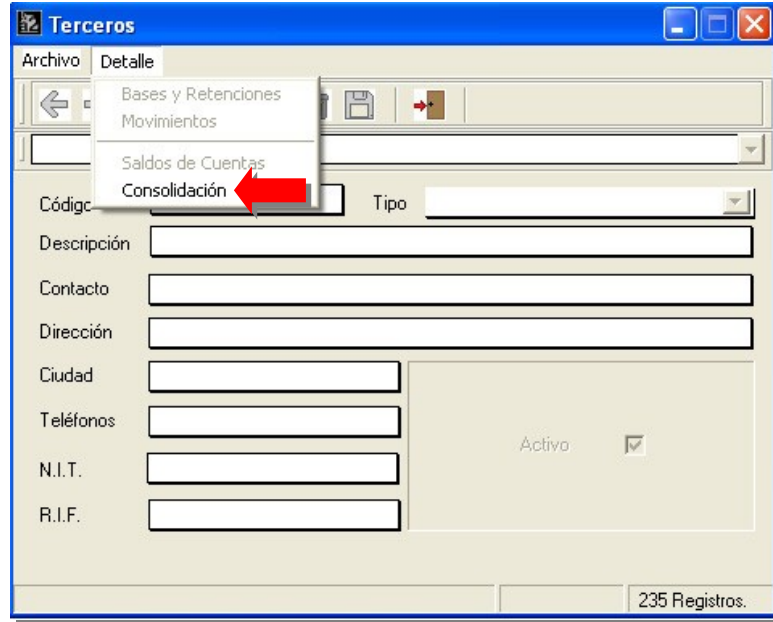 Terceros
Archivo Detalle
Bases y Retenciones
Movimientos
Saldos de Cuentas
Consolidación
Código Tipo
Descripción
Contacto
Dirección
Ciudad
Teléfonos
Activo
N.I.T.
R.I.F.
235 Registros.